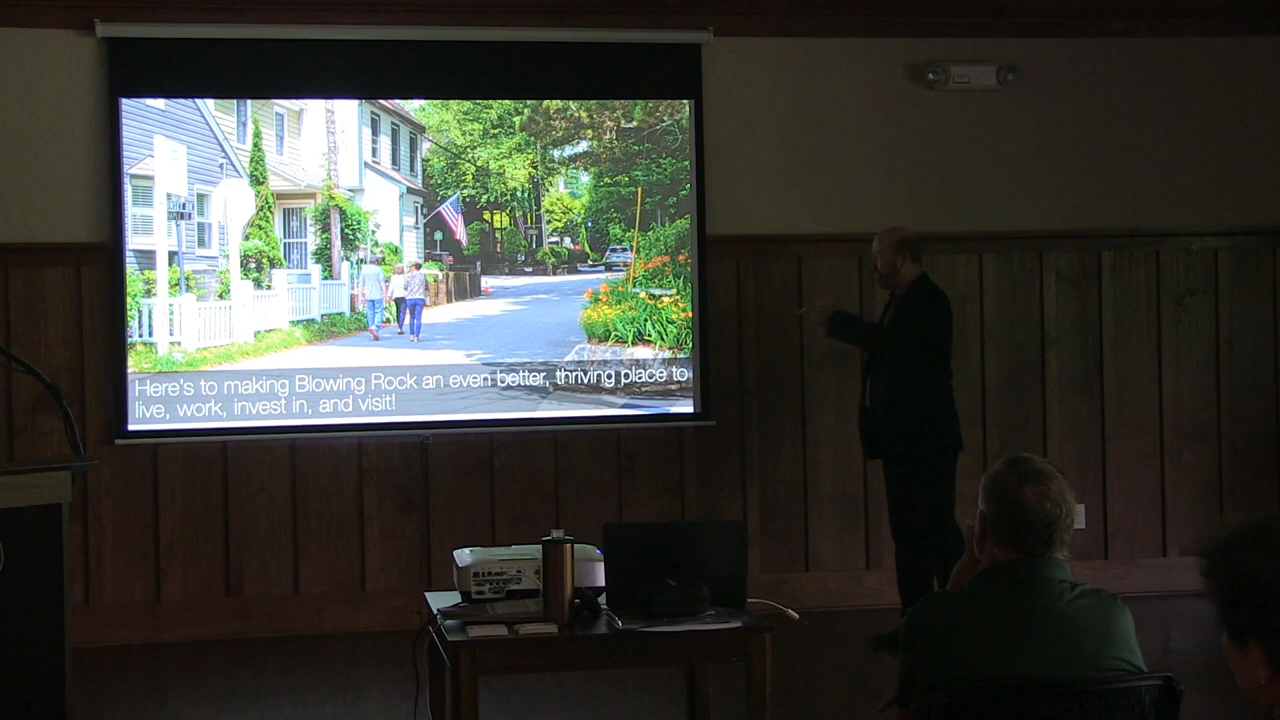 Here's to making Blowing Rock an even better, thriving place to
live, work, invest in, and visit!